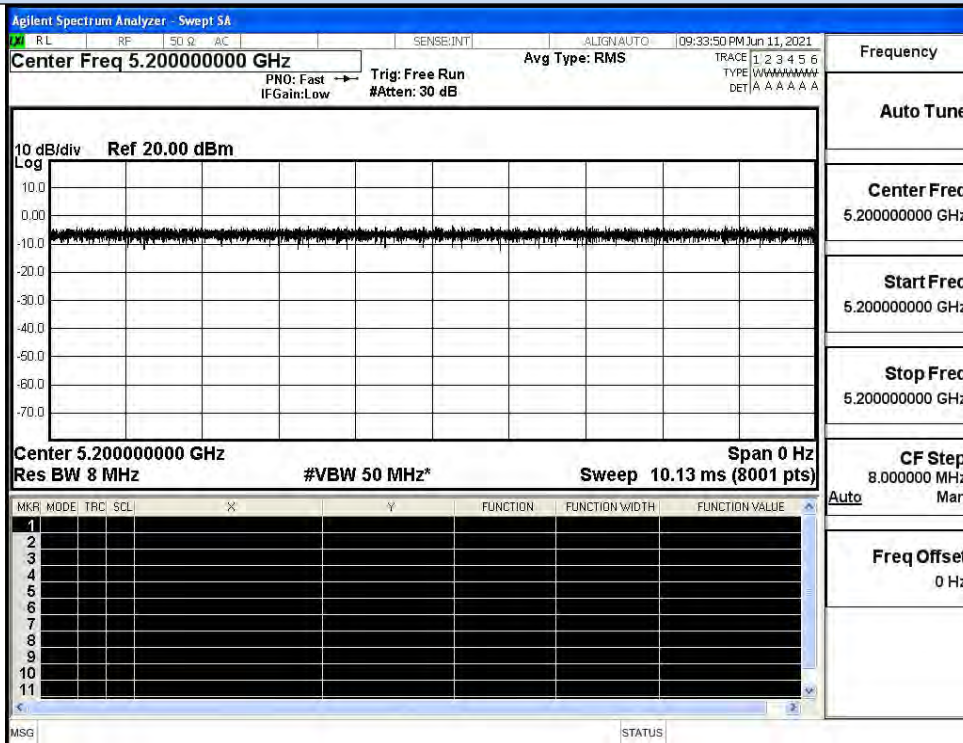 Agilent Spectrum Analyzer - Swept SA
LXI RL RF 50 Ω AC SENSE:INT ALIGNAUTO 09:33:50 PM Jun 11, 2021
Center Freq 5.200000000 GHz
Avg Type: RMS
TRACE 1 2 3 4 5 6
TYPE WWWWWW
DET A A A A A A
PNO: Fast
IFGain:Low
Trig: Free Run
#Atten: 30 dB
10 dB/div Ref 20.00 dBm
Log
10.0
0.00
-10.0
-20.0
-30.0
-40.0
-50.0
-60.0
-70.0
Center 5.200000000 GHz Span 0 Hz
Res BW 8 MHz #VBW 50 MHz* Sweep 10.13 ms (8001 pts)
MKR MODE TRC SCL X Y FUNCTION FUNCTION WIDTH FUNCTION VALUE
1
2
3
4
5
6
7
8
9
10
11
MSG STATUS
Frequency
Auto Tune
Center Freq
5.200000000 GHz
Start Freq
5.200000000 GHz
Stop Freq
5.200000000 GHz
CF Step
8.000000 MHz
Auto Man
Freq Offset
0 Hz